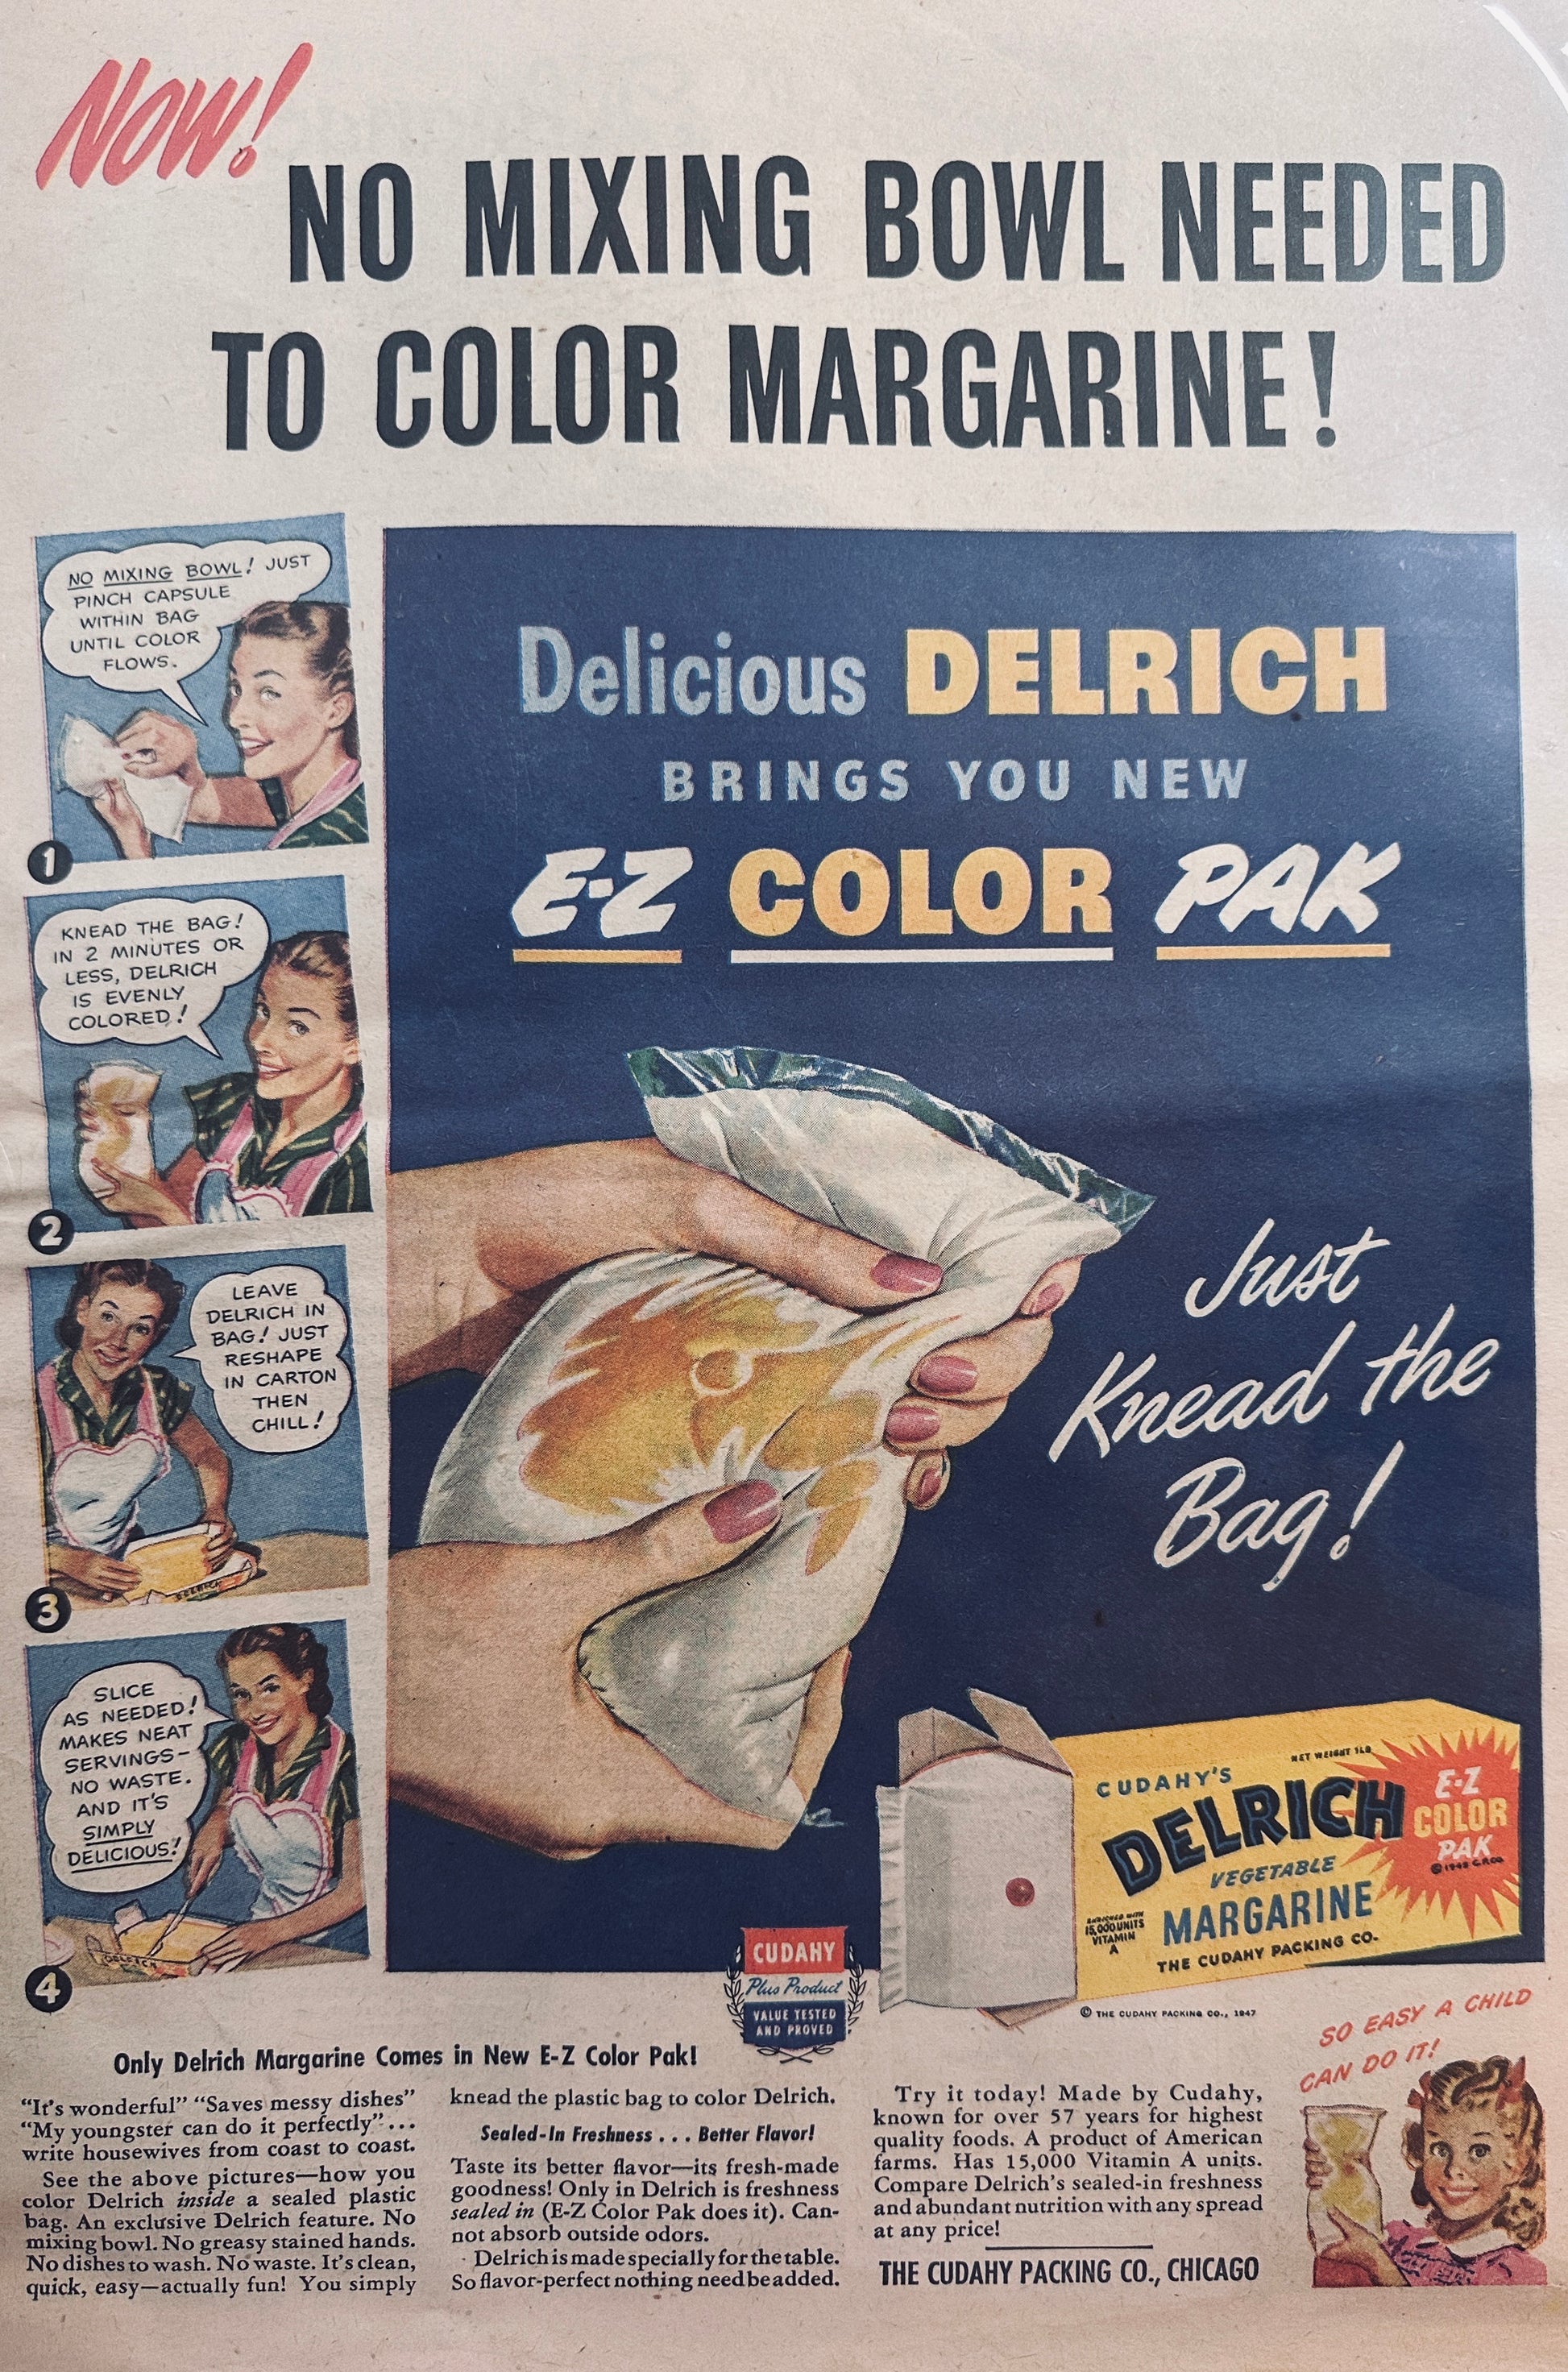 NOW!
NO MIXING BOWL NEEDED
TO COLOR MARGARINE!
NO MIXING BOWL! JUST
PINCH CAPSULE
WITHIN BAG
UNTIL COLOR
FLOWS.
1
KNEAD THE BAG!
IN 2 MINUTES OR
LESS, DELRICH
IS EVENLY
COLORED!
2
LEAVE
DELRICH IN
BAG! JUST
RESHAPE
IN CARTON
THEN
CHILL!
DELRICH
3
SLICE
AS NEEDED!
MAKES NEAT
SERVINGS—
NO WASTE.
AND IT'S
SIMPLY
DELICIOUS!
DELRICH
4
Delicious DELRICH
BRINGS YOU NEW
E-Z COLOR PAK
Just
Knead the
Bag!
NET WEIGHT 1LB
CUDAHY'S
DELRICH
VEGETABLE
MARGARINE
ENRICHED WITH
15,000 UNITS
VITAMIN
A
THE CUDAHY PACKING CO.
E-Z
COLOR
PAK
CUDAHY
Plus Product
VALUE TESTED
AND PROVED
© THE CUDAHY PACKING CO., 1947
Only Delrich Margarine Comes in New E-Z Color Pak!
"It's wonderful" "Saves messy dishes"
"My youngster can do it perfectly"...
write housewives from coast to coast.
See the above pictures—how you
color Delrich inside a sealed plastic
bag. An exclusive Delrich feature. No
mixing bowl. No greasy stained hands.
No dishes to wash. No waste. It's clean,
quick, easy—actually fun! You simply
knead the plastic bag to color Delrich.
Sealed-In Freshness . . . Better Flavor!
Taste its better flavor—its fresh-made
goodness! Only in Delrich is freshness
sealed in (E-Z Color Pak does it). Can-
not absorb outside odors.
Delrich is made specially for the table.
So flavor-perfect nothing need be added.
Try it today! Made by Cudahy,
known for over 57 years for highest
quality foods. A product of American
farms. Has 15,000 Vitamin A units.
Compare Delrich's sealed-in freshness
and abundant nutrition with any spread
at any price!
THE CUDAHY PACKING CO., CHICAGO
SO EASY A CHILD
CAN DO IT!